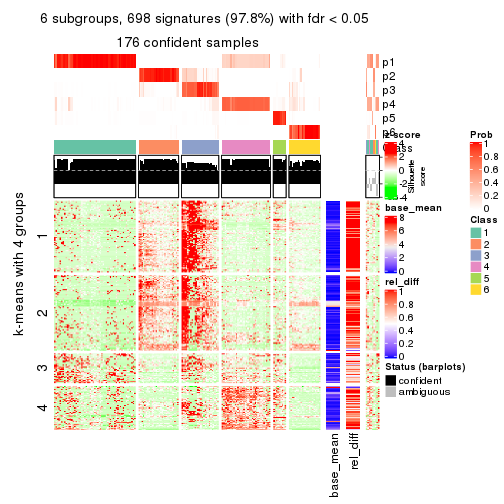 6 subgroups, 698 signatures (97.8%) with fdr < 0.05
176 confident samples
p1
p2
p3
p4
p5
p6
Class
z-score
4
2
0
-2
-4
Silhouette
score
Prob
1
0.8
0.6
0.4
0.2
0
base_mean
8
6
4
2
0
Class
1
2
3
4
5
6
rel_diff
1
0.8
0.6
0.4
0.2
0
Status (barplots)
confident
ambiguous
k-means with 4 groups
1
2
3
4
base_mean
rel_diff